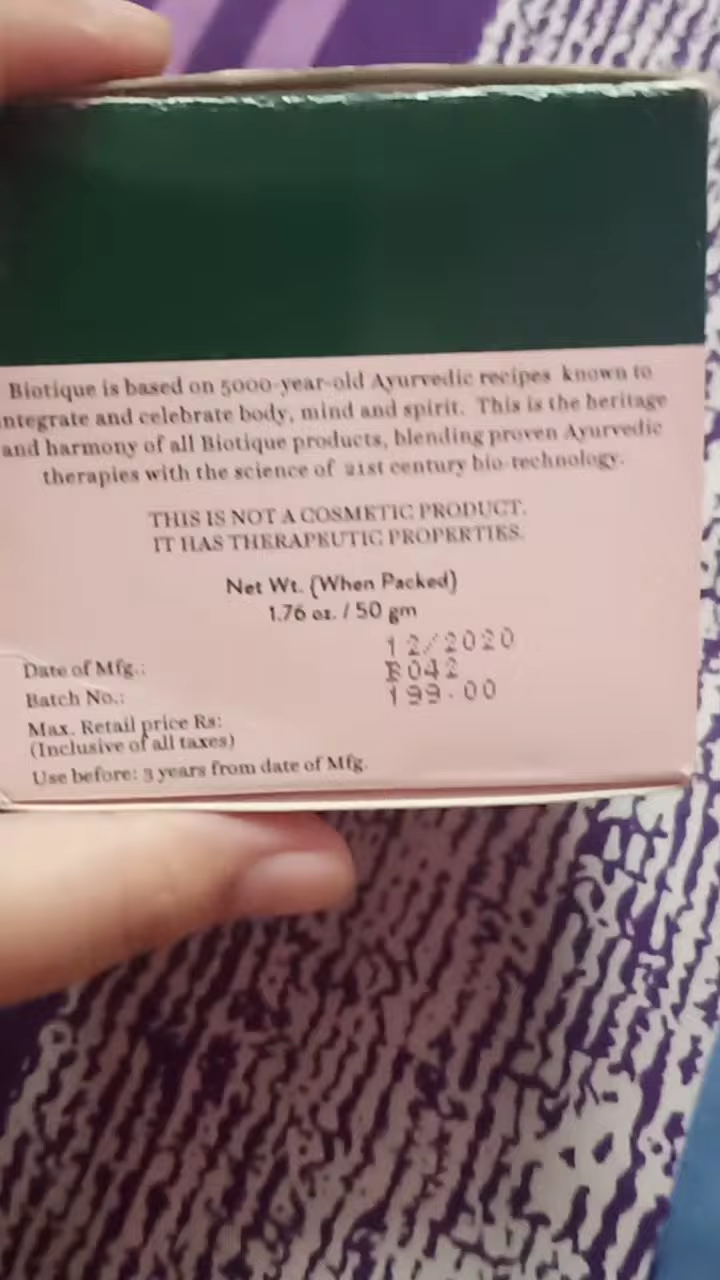 Biotique is based on 5000-year-old Ayurvedic recipes known to
ntegrate and celebrate body, mind and spirit. This is the heritage
and harmony of all Biotique products, blending proven Ayurvedic
therapies with the science of 21st century bio-technology.
THIS IS NOT A COSMETIC PRODUCT.
IT HAS THERAPEUTIC PROPERTIES.
Net Wt. (When Packed)
1.76 oz. / 50 gm
Date of Mfg.: 12/2020
Batch No.: B042
Max. Retail price Rs: 199.00
(Inclusive of all taxes)
Use before: 3 years from date of Mfg.